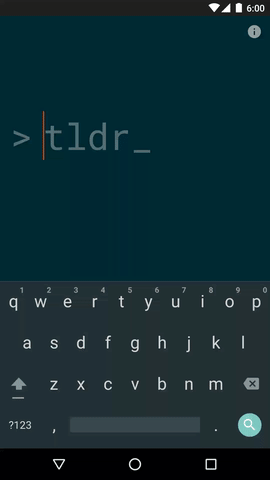 6:00
> tldr_
1 2 3 4 5 6 7 8 9 0
q w e r t y u i o p
a s d f g h j k l
z x c v b n m
?123 , .